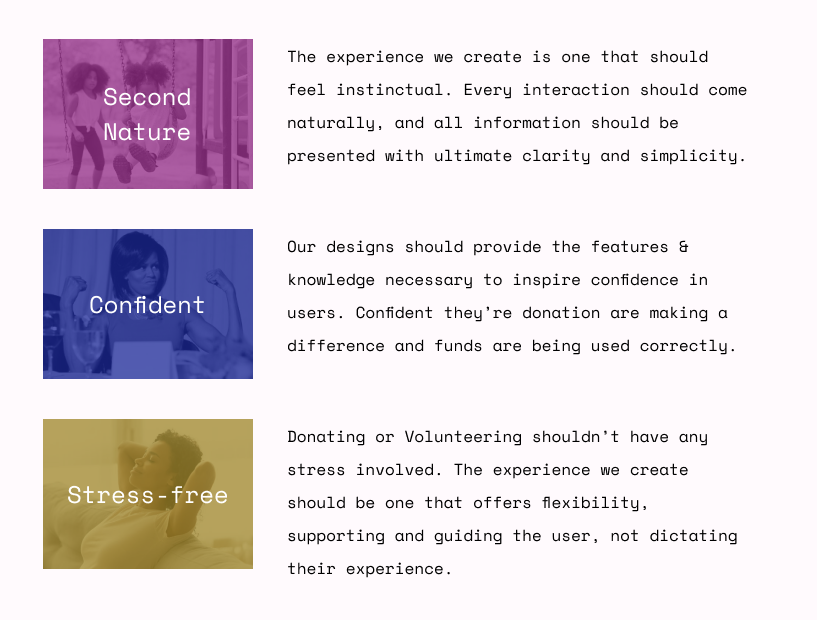 Second
Nature
The experience we create is one that should
feel instinctual. Every interaction should come
naturally, and all information should be
presented with ultimate clarity and simplicity.
Confident
Our designs should provide the features &
knowledge necessary to inspire confidence in
users. Confident they’re donation are making a
difference and funds are being used correctly.
Stress-free
Donating or Volunteering shouldn’t have any
stress involved. The experience we create
should be one that offers flexibility,
supporting and guiding the user, not dictating
their experience.